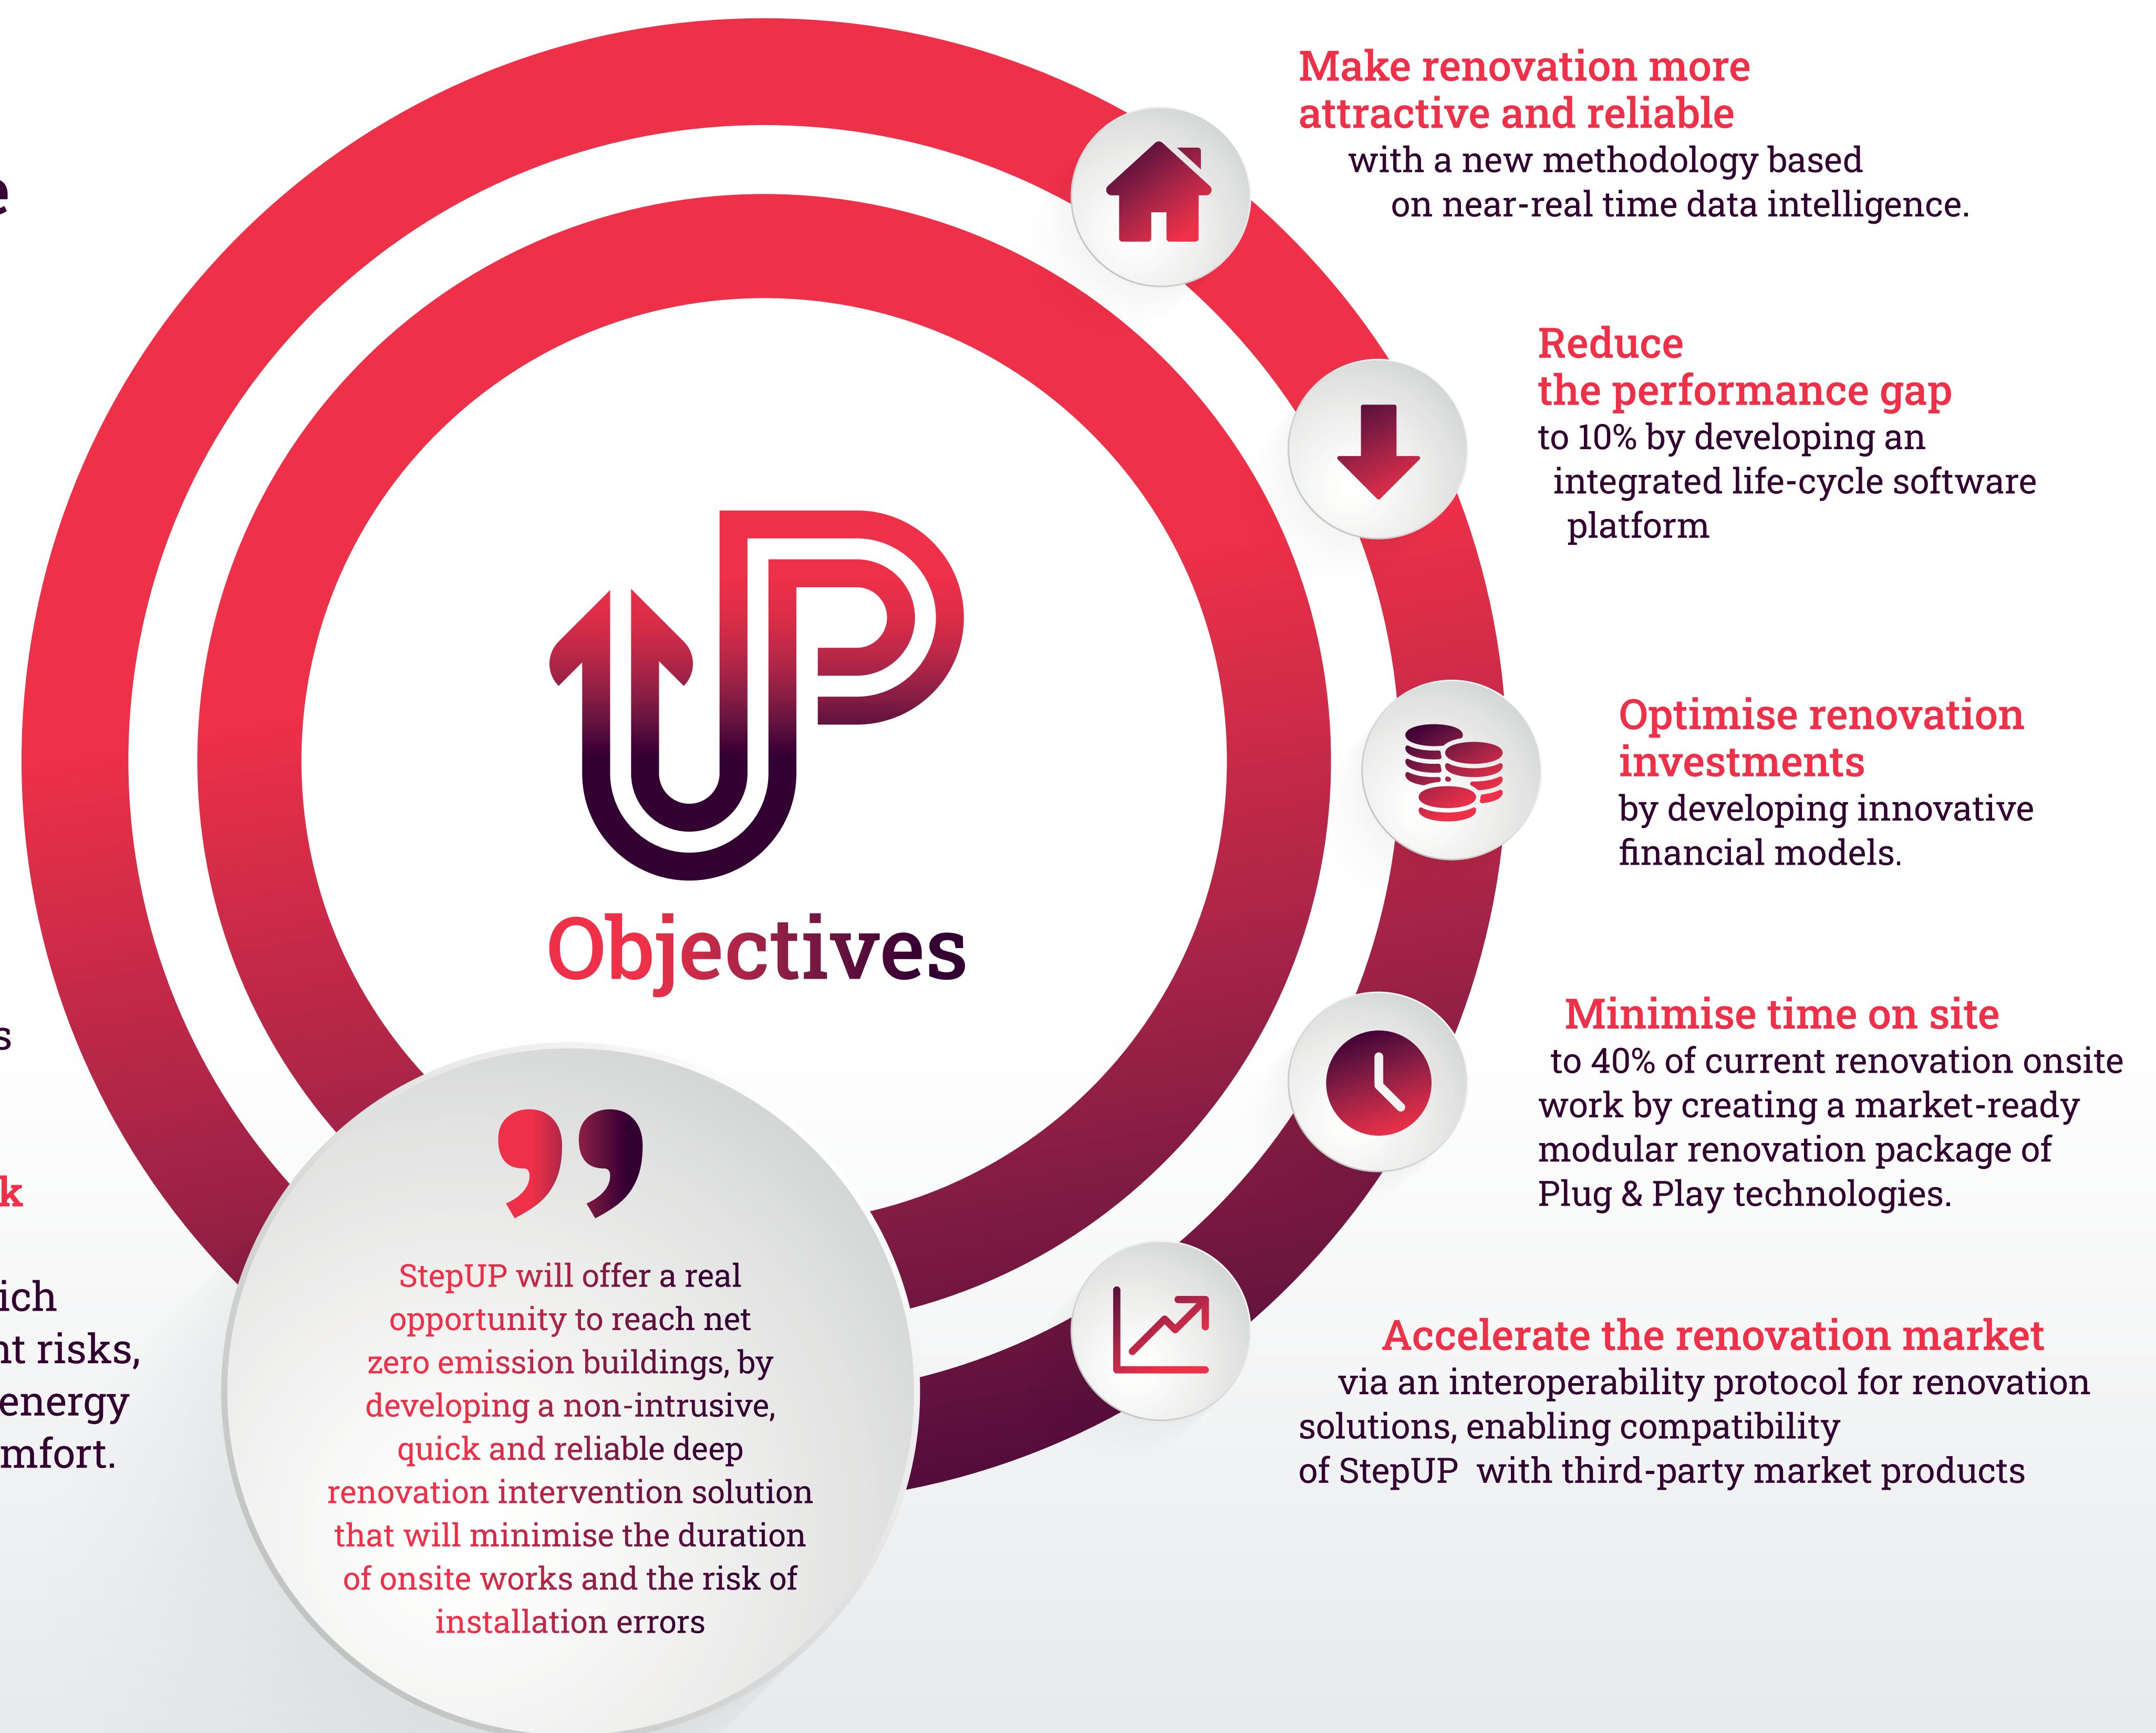 e
s
k
ich
nt risks,
energy
mfort.
UP
Objectives
StepUP will offer a real
opportunity to reach net
zero emission buildings, by
developing a non-intrusive,
quick and reliable deep
renovation intervention solution
that will minimise the duration
of onsite works and the risk of
installation errors
Make renovation more
attractive and reliable
with a new methodology based
on near-real time data intelligence.
Reduce
the performance gap
to 10% by developing an
integrated life-cycle software
platform
Optimise renovation
investments
by developing innovative
financial models.
Minimise time on site
to 40% of current renovation onsite
work by creating a market-ready
modular renovation package of
Plug & Play technologies.
Accelerate the renovation market
via an interoperability protocol for renovation
solutions, enabling compatibility
of StepUP  with third-party market products